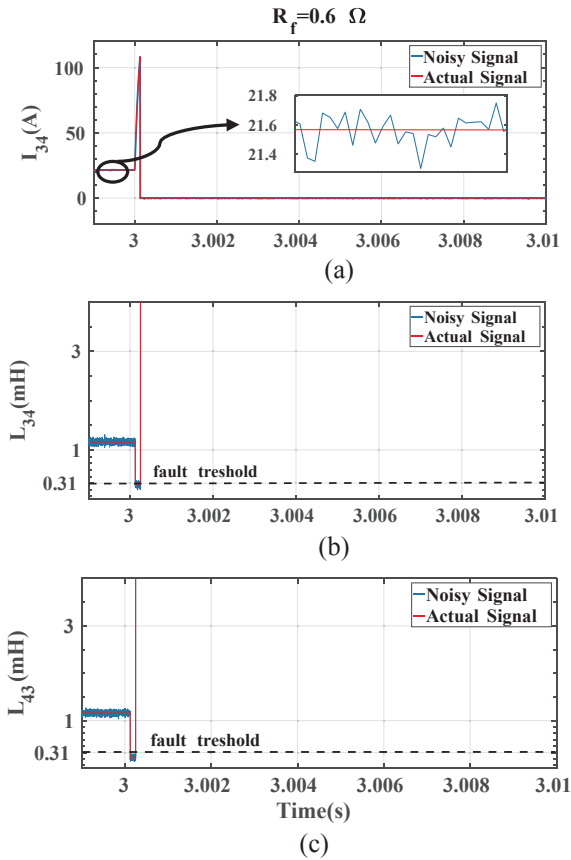 R_f=0.6 Ω
I_34(A)
100
50
0
Noisy Signal
Actual Signal
21.8
21.6
21.4
3 3.002 3.004 3.006 3.008 3.01
(a)
L_34(mH)
3
1
0.31
Noisy Signal
Actual Signal
fault treshold
3 3.002 3.004 3.006 3.008 3.01
(b)
L_43(mH)
3
1
0.31
Noisy Signal
Actual Signal
fault treshold
3 3.002 3.004 3.006 3.008 3.01
Time(s)
(c)